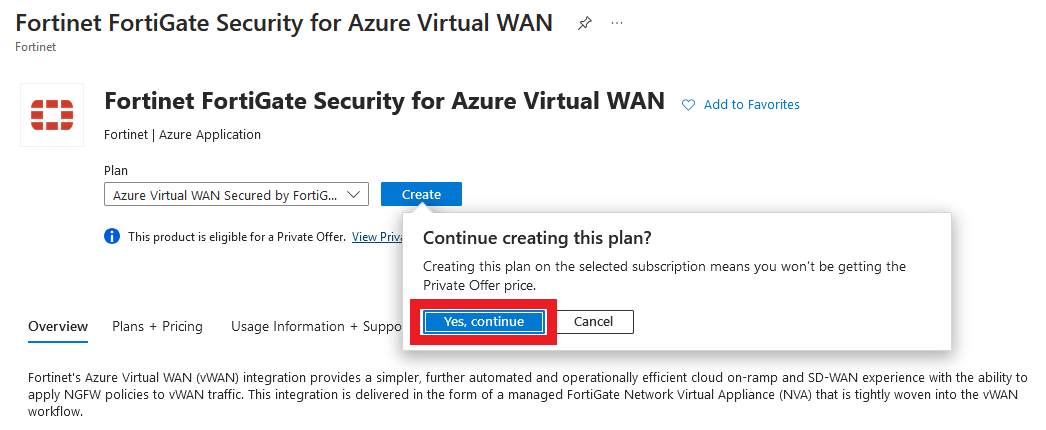 Fortinet FortiGate Security for Azure Virtual WAN
Fortinet
Fortinet FortiGate Security for Azure Virtual WAN
Add to Favorites
Fortinet | Azure Application
Plan
Azure Virtual WAN Secured by FortiG...
Create
This product is eligible for a Private Offer. View Priva
Continue creating this plan?
Creating this plan on the selected subscription means you won't be getting the
Private Offer price.
Yes, continue
Cancel
Overview
Plans + Pricing
Usage Information + Suppo
Fortinet's Azure Virtual WAN (vWAN) integration provides a simpler, further automated and operationally efficient cloud on-ramp and SD-WAN experience with the ability to
apply NGFW policies to vWAN traffic. This integration is delivered in the form of a managed FortiGate Network Virtual Appliance (NVA) that is tightly woven into the vWAN
workflow.